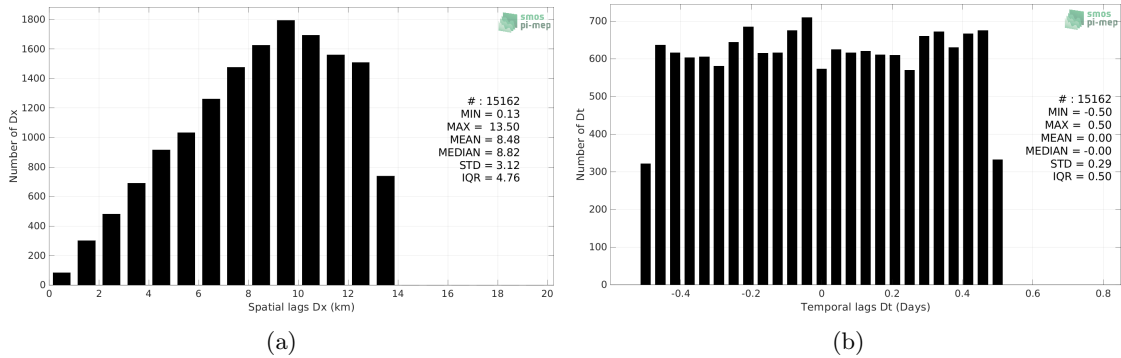 1800
1600
1400
1200
1000
800
600
400
200
0
Number of Dx
0 2 4 6 8 10 12 14 16 18 20
Spatial lags Dx (km)
smos
pi-mep
# : 15162
MIN = 0.13
MAX = 13.50
MEAN = 8.48
MEDIAN = 8.82
STD = 3.12
IQR = 4.76
(a)
700
600
500
400
300
200
100
0
Number of Dt
-0.4 -0.2 0 0.2 0.4 0.6 0.8
Temporal lags Dt (Days)
smos
pi-mep
# : 15162
MIN = -0.50
MAX = 0.50
MEAN = 0.00
MEDIAN = -0.00
STD = 0.29
IQR = 0.50
(b)